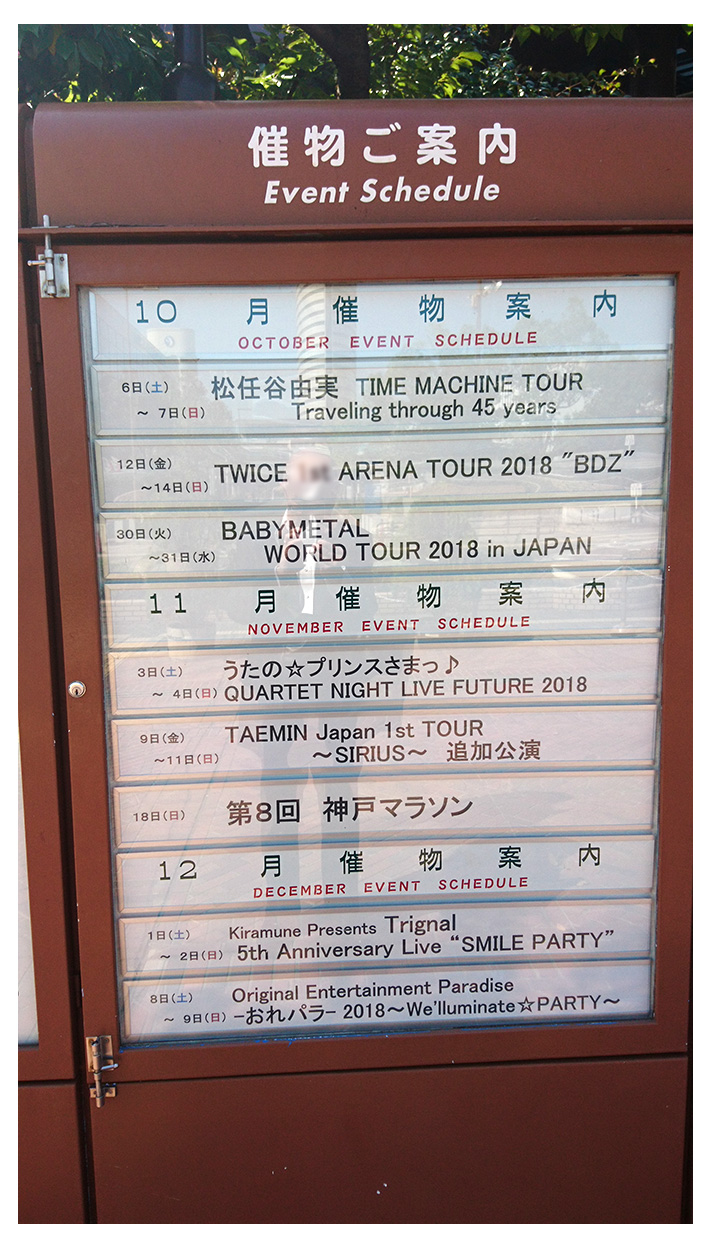 催物ご案内
Event Schedule
10 月 催 物 案 内
OCTOBER EVENT SCHEDULE
6日(土) 松任谷由実 TIME MACHINE TOUR
～ 7日(日) Traveling through 45 years
12日(金)
～14日(日) TWICE ARENA TOUR 2018 "BDZ"
30日(火) BABYMETAL
～31日(水) WORLD TOUR 2018 in JAPAN
11 月 催 物 案 内
NOVEMBER EVENT SCHEDULE
3日(土) うたの☆プリンスさまっ♪
～ 4日(日) QUARTET NIGHT LIVE FUTURE 2018
9日(金) TAEMIN Japan 1st TOUR
～11日(日) ～SIRIUS～ 追加公演
18日(日) 第8回 神戸マラソン
12 月 催 物 案 内
DECEMBER EVENT SCHEDULE
1日(土) Kiramune Presents Trignal
～ 2日(日) 5th Anniversary Live “SMILE PARTY”
8日(土) Original Entertainment Paradise
～ 9日(日) -おれパラ- 2018～We'lluminate☆PARTY～